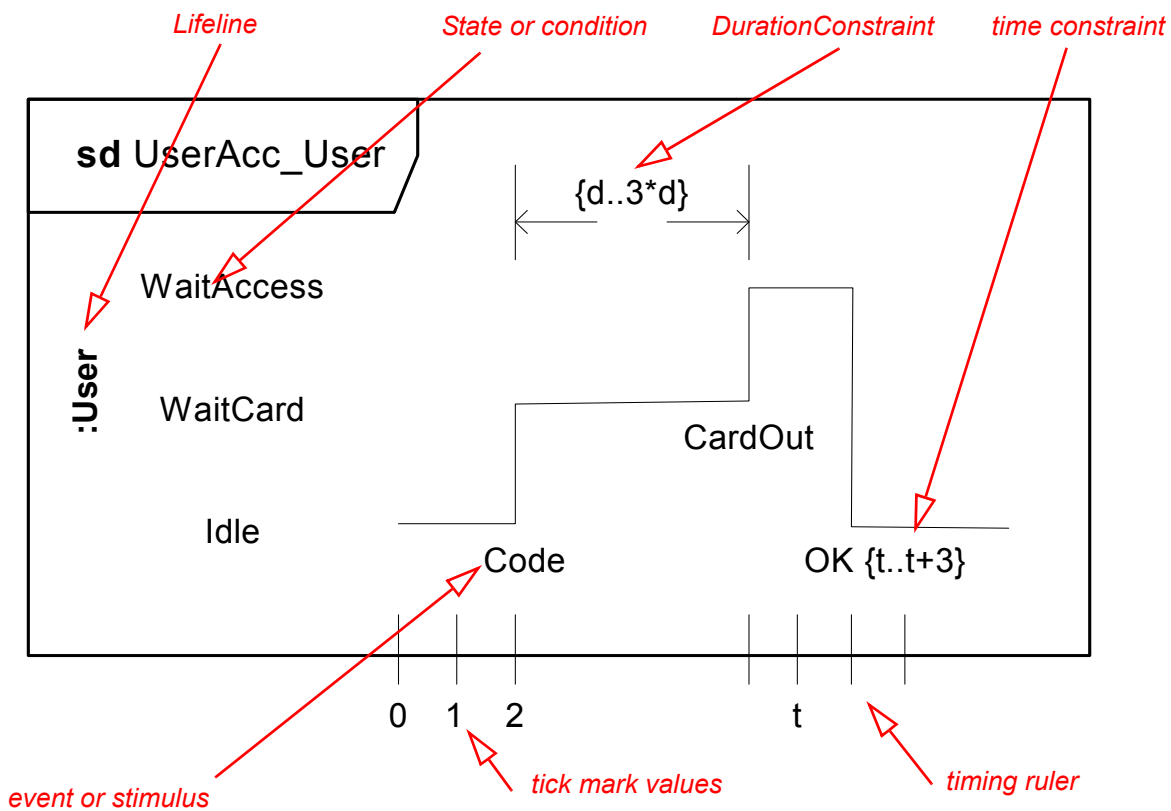 Lifeline
State or condition
DurationConstraint
time constraint
sd UserAcc_User
{d..3*d}
WaitAccess
:User
WaitCard
CardOut
Idle
Code
OK {t..t+3}
0 1 2 t
event or stimulus
tick mark values
timing ruler